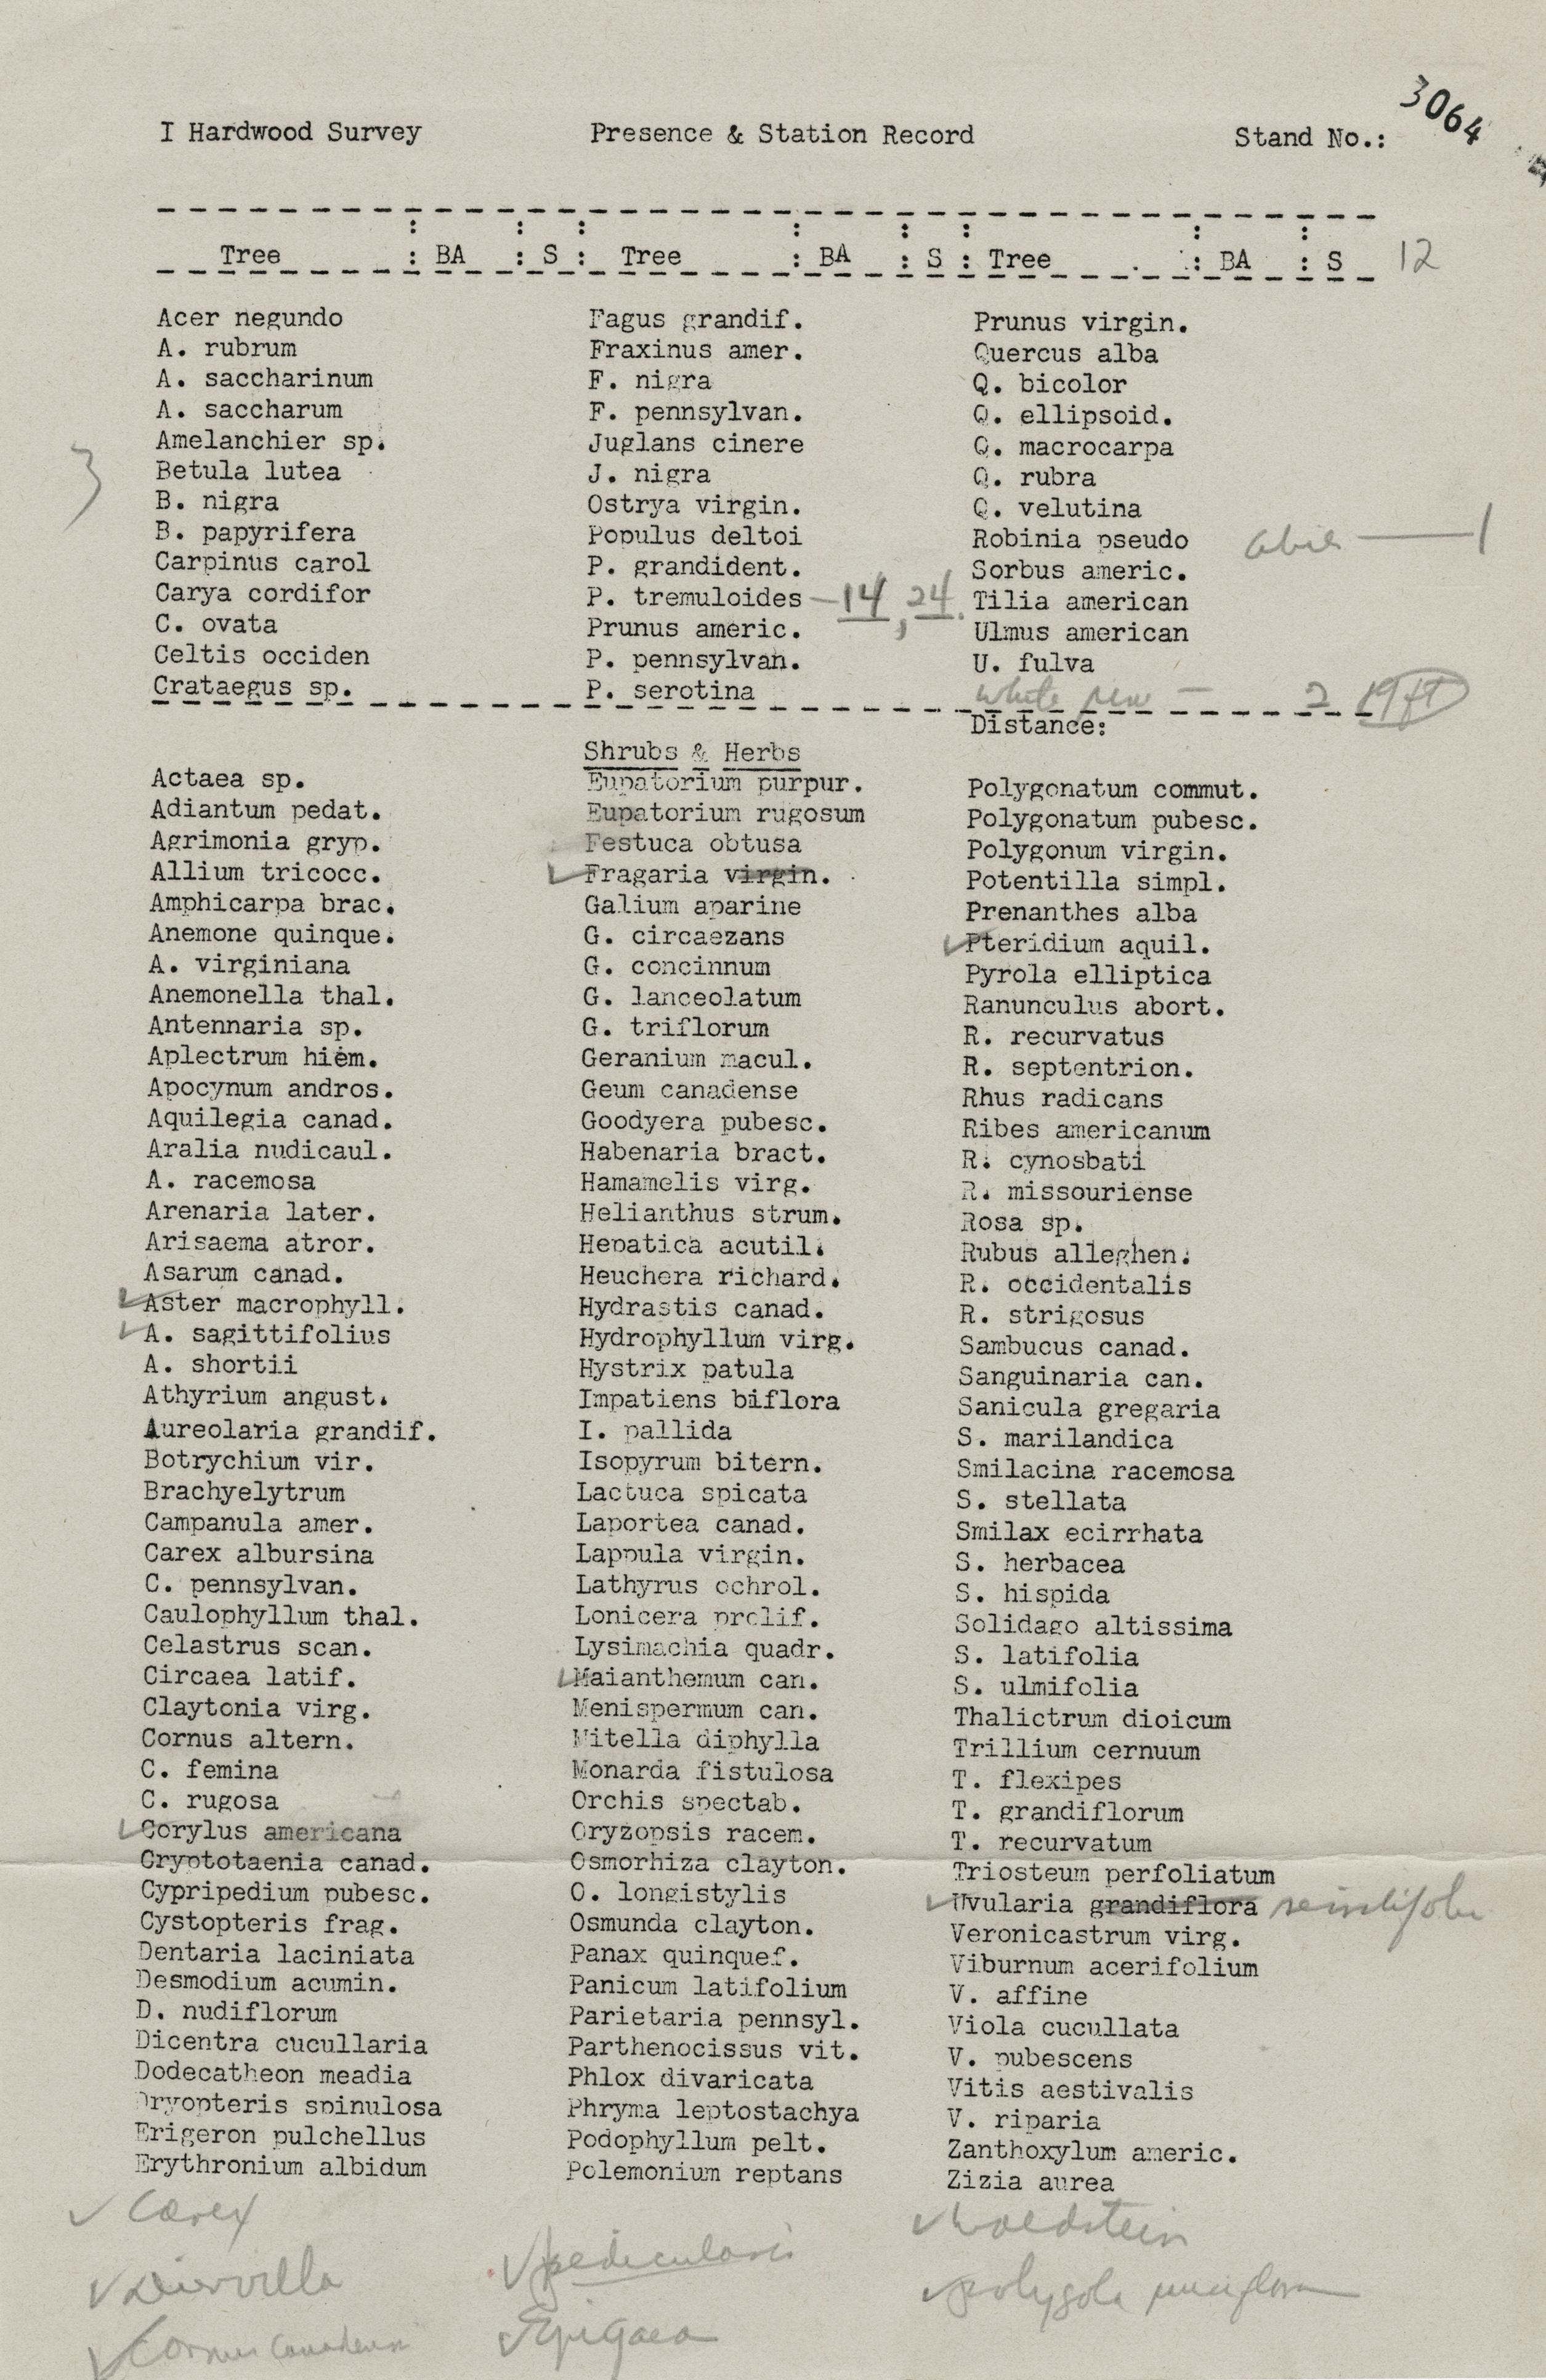 3064
I Hardwood Survey Presence & Station Record Stand No.:
Tree : BA : S : Tree : BA : S : Tree : BA : S 12
Acer negundo
A. rubrum
A. saccharinum
A. saccharum
Amelanchier sp.
Betula lutea
B. nigra
B. papyrifera
Carpinus carol
Carya cordifor
C. ovata
Celtis occiden
Crataegus sp.
3
Fagus grandif.
Fraxinus amer.
F. nigra
F. pennsylvan.
Juglans cinere
J. nigra
Ostrya virgin.
Populus deltoi
P. grandident.
P. tremuloides — 14, 24
Prunus americ.
P. pennsylvan.
P. serotina
Prunus virgin.
Quercus alba
Q. bicolor
Q. ellipsoid.
Q. macrocarpa
Q. rubra
Q. velutina
Robinia pseudo
Abies — 1
Sorbus americ.
Tilia american
Ulmus american
U. fulva
white pine — 2
Distance:
Shrubs & Herbs
Actaea sp.
Adiantum pedat.
Agrimonia gryp.
Allium tricocc.
Amphicarpa brac.
Anemone quinque.
A. virginiana
Anemonella thal.
Antennaria sp.
Aplectrum hiem.
Apocynum andros.
Aquilegia canad.
Aralia nudicaul.
A. racemosa
Arenaria later.
Arisaema atror.
Asarum canad.
✓ Aster macrophyll.
✓ A. sagittifolius
A. shortii
Athyrium angust.
Aureolaria grandif.
Botrychium vir.
Brachyelytrum
Campanula amer.
Carex albursina
C. pennsylvan.
Caulophyllum thal.
Celastrus scan.
Circaea latif.
Claytonia virg.
Cornus altern.
C. femina
C. rugosa
✓ Corylus americana
Cryptotaenia canad.
Cypripedium pubesc.
Cystopteris frag.
Dentaria laciniata
Desmodium acumin.
D. nudiflorum
Dicentra cucullaria
Dodecatheon meadia
Dryopteris spinulosa
Erigeron pulchellus
Erythronium albidum
✓ Carex
✓ Diervilla
✓ Cornus canadensis
Eupatorium purpur.
Eupatorium rugosum
Festuca obtusa
✓ Fragaria virgin.
Galium aparine
G. circaezans
G. concinnum
G. lanceolatum
G. triflorum
Geranium macul.
Geum canadense
Goodyera pubesc.
Habenaria bract.
Hamamelis virg.
Helianthus strum.
Hepatica acutil.
Heuchera richard.
Hydrastis canad.
Hydrophyllum virg.
Hystrix patula
Impatiens biflora
I. pallida
Isopyrum bitern.
Lactuca spicata
Laportea canad.
Lappula virgin.
Lathyrus ochrol.
Lonicera prolif.
Lysimachia quadr.
✓ Maianthemum can.
Menispermum can.
Mitella diphylla
Monarda fistulosa
Orchis spectab.
Oryzopsis racem.
Osmorhiza clayton.
O. longistylis
Osmunda clayton.
Panax quinquef.
Panicum latifolium
Parietaria pennsyl.
Parthenocissus vit.
Phlox divaricata
Phryma leptostachya
Podophyllum pelt.
Polemonium reptans
✓ pedicularis
✓ Epigaea
Polygonatum commut.
Polygonatum pubesc.
Polygonum virgin.
Potentilla simpl.
Prenanthes alba
✓ Pteridium aquil.
Pyrola elliptica
Ranunculus abort.
R. recurvatus
R. septentrion.
Rhus radicans
Ribes americanum
R. cynosbati
R. missouriense
Rosa sp.
Rubus alleghen.
R. occidentalis
R. strigosus
Sambucus canad.
Sanguinaria can.
Sanicula gregaria
S. marilandica
Smilacina racemosa
S. stellata
Smilax ecirrhata
S. herbacea
S. hispida
Solidago altissima
S. latifolia
S. ulmifolia
Thalictrum dioicum
Trillium cernuum
T. flexipes
T. grandiflorum
T. recurvatum
Triosteum perfoliatum
✓ Uvularia grandiflora
Veronicastrum virg.
Viburnum acerifolium
V. affine
Viola cucullata
V. pubescens
Vitis aestivalis
V. riparia
Zanthoxylum americ.
Zizia aurea
✓ waldstein
✓ polygala